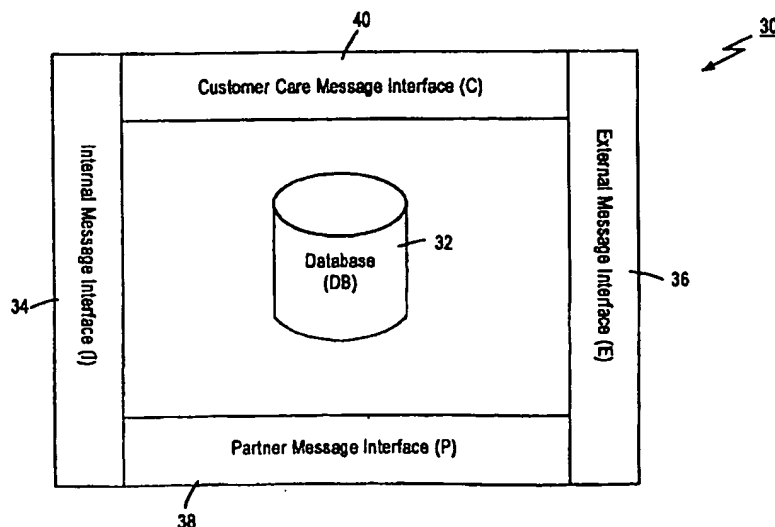 40
30
Customer Care Message Interface (C)
Internal Message Interface (I)
External Message Interface (E)
Database
(DB)
32
34
36
Partner Message Interface (P)
38